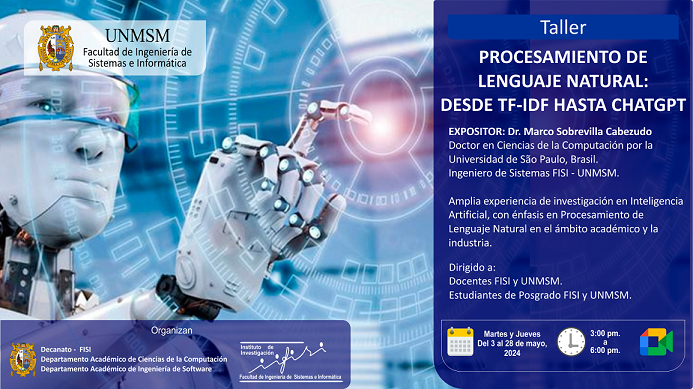 UNMSM
Facultad de Ingeniería de
Sistemas e Informática
Taller
PROCESAMIENTO DE
LENGUAJE NATURAL:
DESDE TF-IDF HASTA CHATGPT
EXPOSITOR: Dr. Marco Sobrevilla Cabezudo
Doctor en Ciencias de la Computación por la
Universidad de São Paulo, Brasil.
Ingeniero de Sistemas FISI - UNMSM.
Amplia experiencia de investigación en Inteligencia
Artificial, con énfasis en Procesamiento de
Lenguaje Natural en el ámbito académico y la
industria.
Dirigido a:
Docentes FISI y UNMSM.
Estudiantes de Posgrado FISI y UNMSM.
Organizan
Decanato - FISI
Departamento Académico de Ciencias de la Computación
Departamento Académico de Ingeniería de Software
Instituto de
Investigación
ifisi
Facultad de Ingeniería de Sistemas e Informática
Martes y Jueves
Del 3 al 28 de mayo,
2024
3:00 pm.
a
6:00 pm.